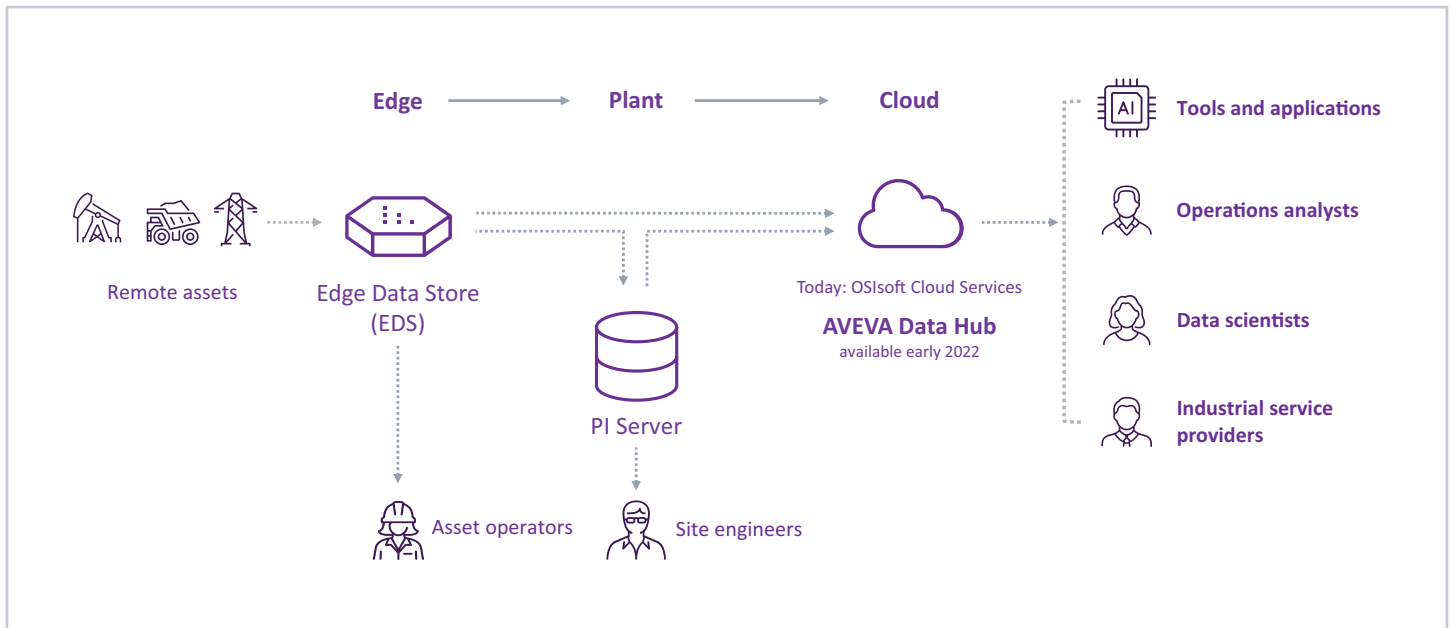 Edge
Plant
Cloud
AI
Tools and applications
Operations analysts
Remote assets
Edge Data Store
(EDS)
Today: OSIsoft Cloud Services
AVEVA Data Hub
available early 2022
Data scientists
PI Server
Industrial service
providers
Asset operators
Site engineers